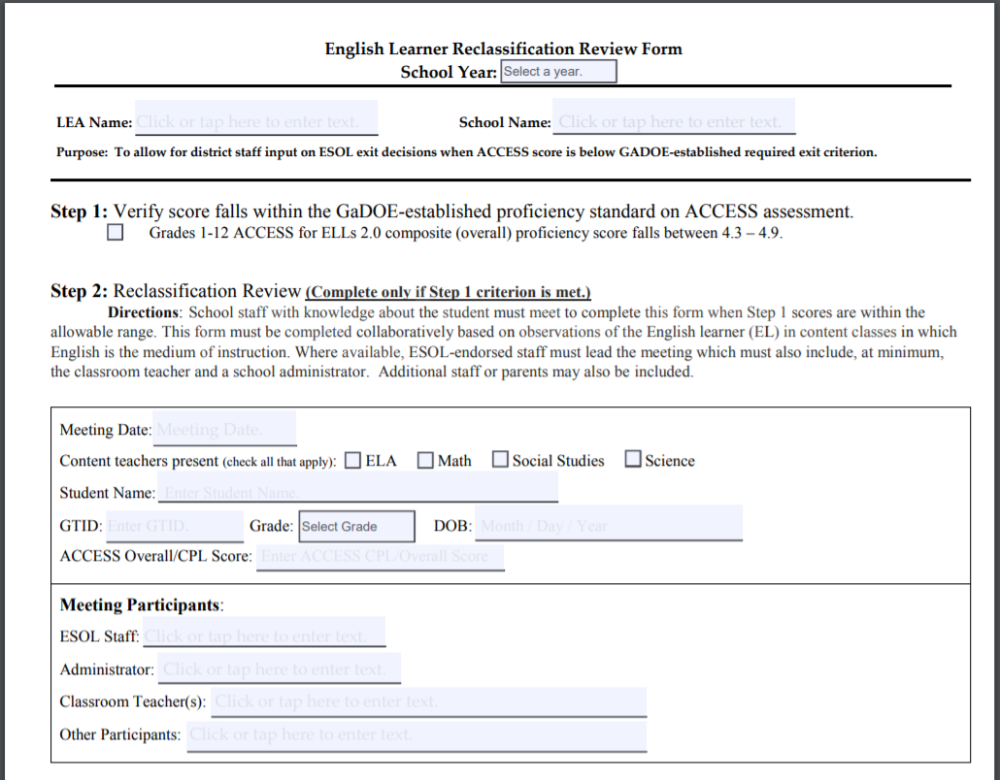 English Learner Reclassification Review Form
School Year: Select a year.
LEA Name: Click or tap here to enter text. School Name: Click or tap here to enter text.
Purpose: To allow for district staff input on ESOL exit decisions when ACCESS score is below GADOE-established required exit criterion.
Step 1: Verify score falls within the GaDOE-established proficiency standard on ACCESS assessment.
Grades 1-12 ACCESS for ELLs 2.0 composite (overall) proficiency score falls between 4.3 – 4.9.
Step 2: Reclassification Review (Complete only if Step 1 criterion is met.)
Directions: School staff with knowledge about the student must meet to complete this form when Step 1 scores are within the
allowable range. This form must be completed collaboratively based on observations of the English learner (EL) in content classes in which
English is the medium of instruction. Where available, ESOL-endorsed staff must lead the meeting which must also include, at minimum,
the classroom teacher and a school administrator. Additional staff or parents may also be included.
Meeting Date: Meeting Date.
Content teachers present (check all that apply): ELA Math Social Studies Science
Student Name: Enter Student Name.
GTID: Enter GTID. Grade: Select Grade DOB: Month / Day / Year
ACCESS Overall/CPL Score: Enter ACCESS CPL/Overall Score
Meeting Participants:
ESOL Staff: Click or tap here to enter text.
Administrator: Click or tap here to enter text.
Classroom Teacher(s): Click or tap here to enter text.
Other Participants: Click or tap here to enter text.